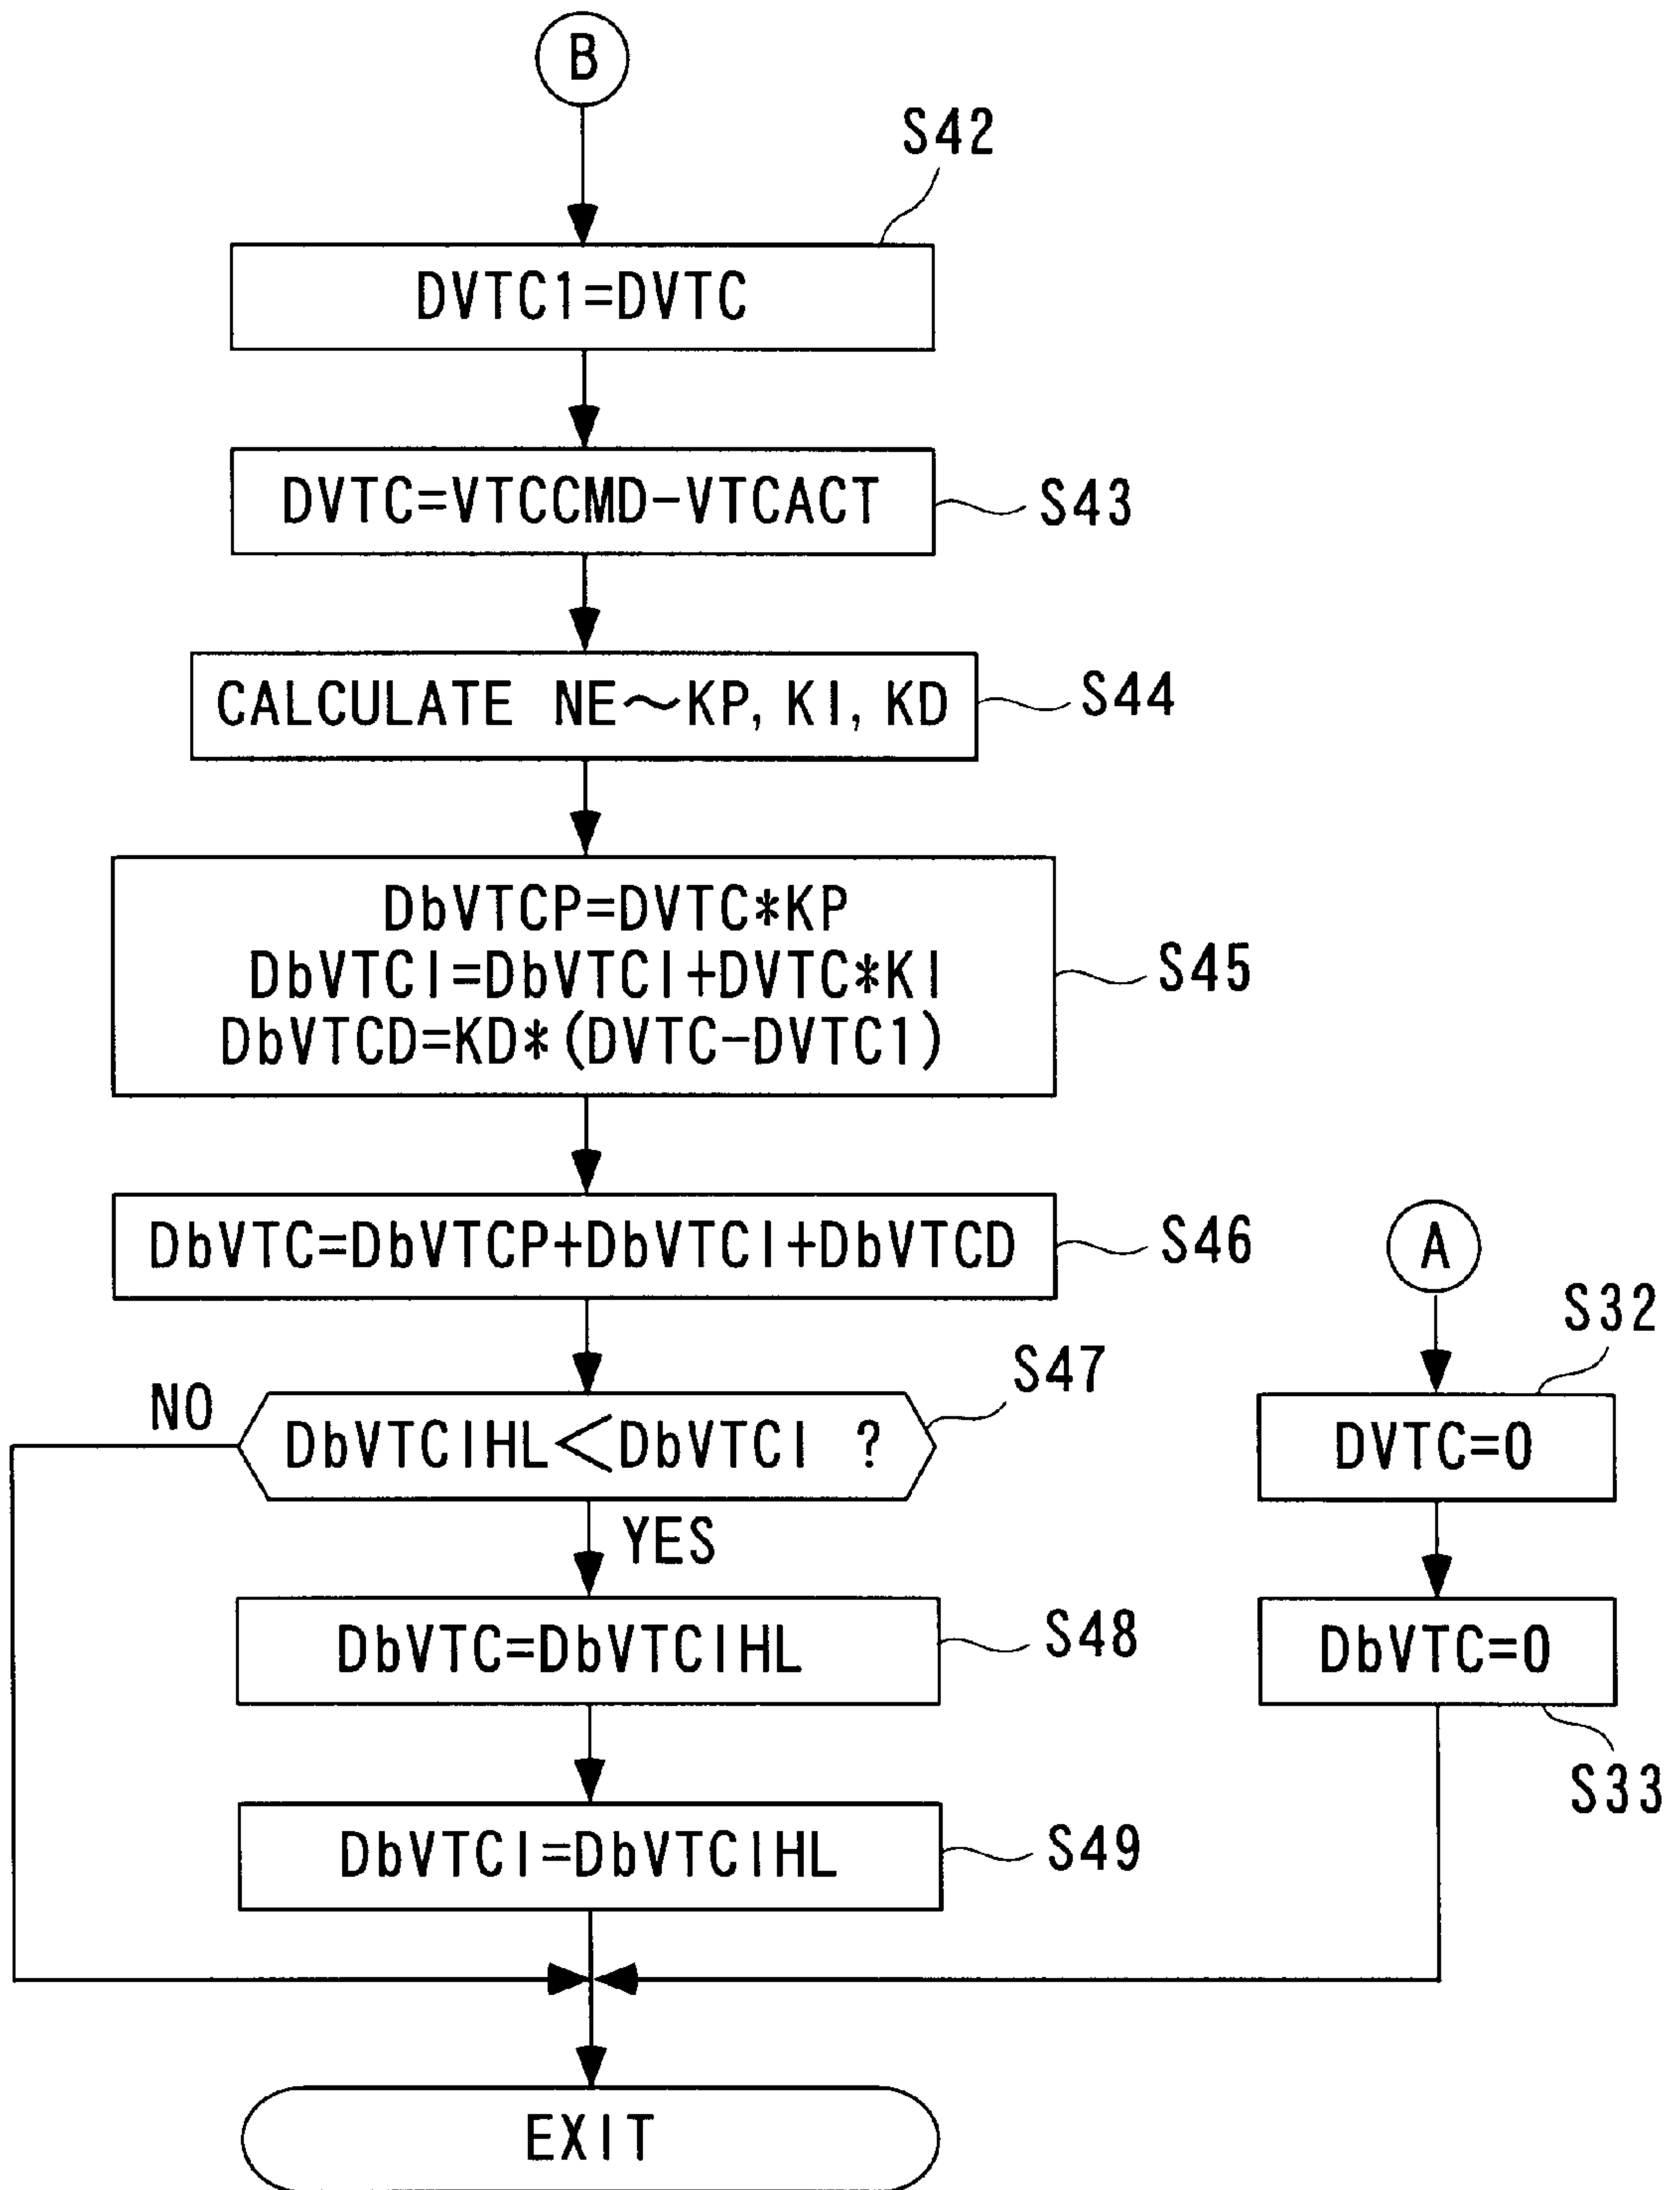 B
S42
DVTC1=DVTC
DVTC=VTCCMD-VTCACT
S43
CALCULATE NE~KP, KI, KD
S44
DbVTCP=DVTC*KP
DbVTCI=DbVTCI+DVTC*KI
DbVTCD=KD*(DVTC-DVTC1)
S45
DbVTC=DbVTCP+DbVTCI+DbVTCD
S46
NO
DbVTCIHL<DbVTCI ?
S47
YES
DbVTC=DbVTCIHL
S48
DbVTCI=DbVTCIHL
S49
A
S32
DVTC=0
DbVTC=0
S33
EXIT